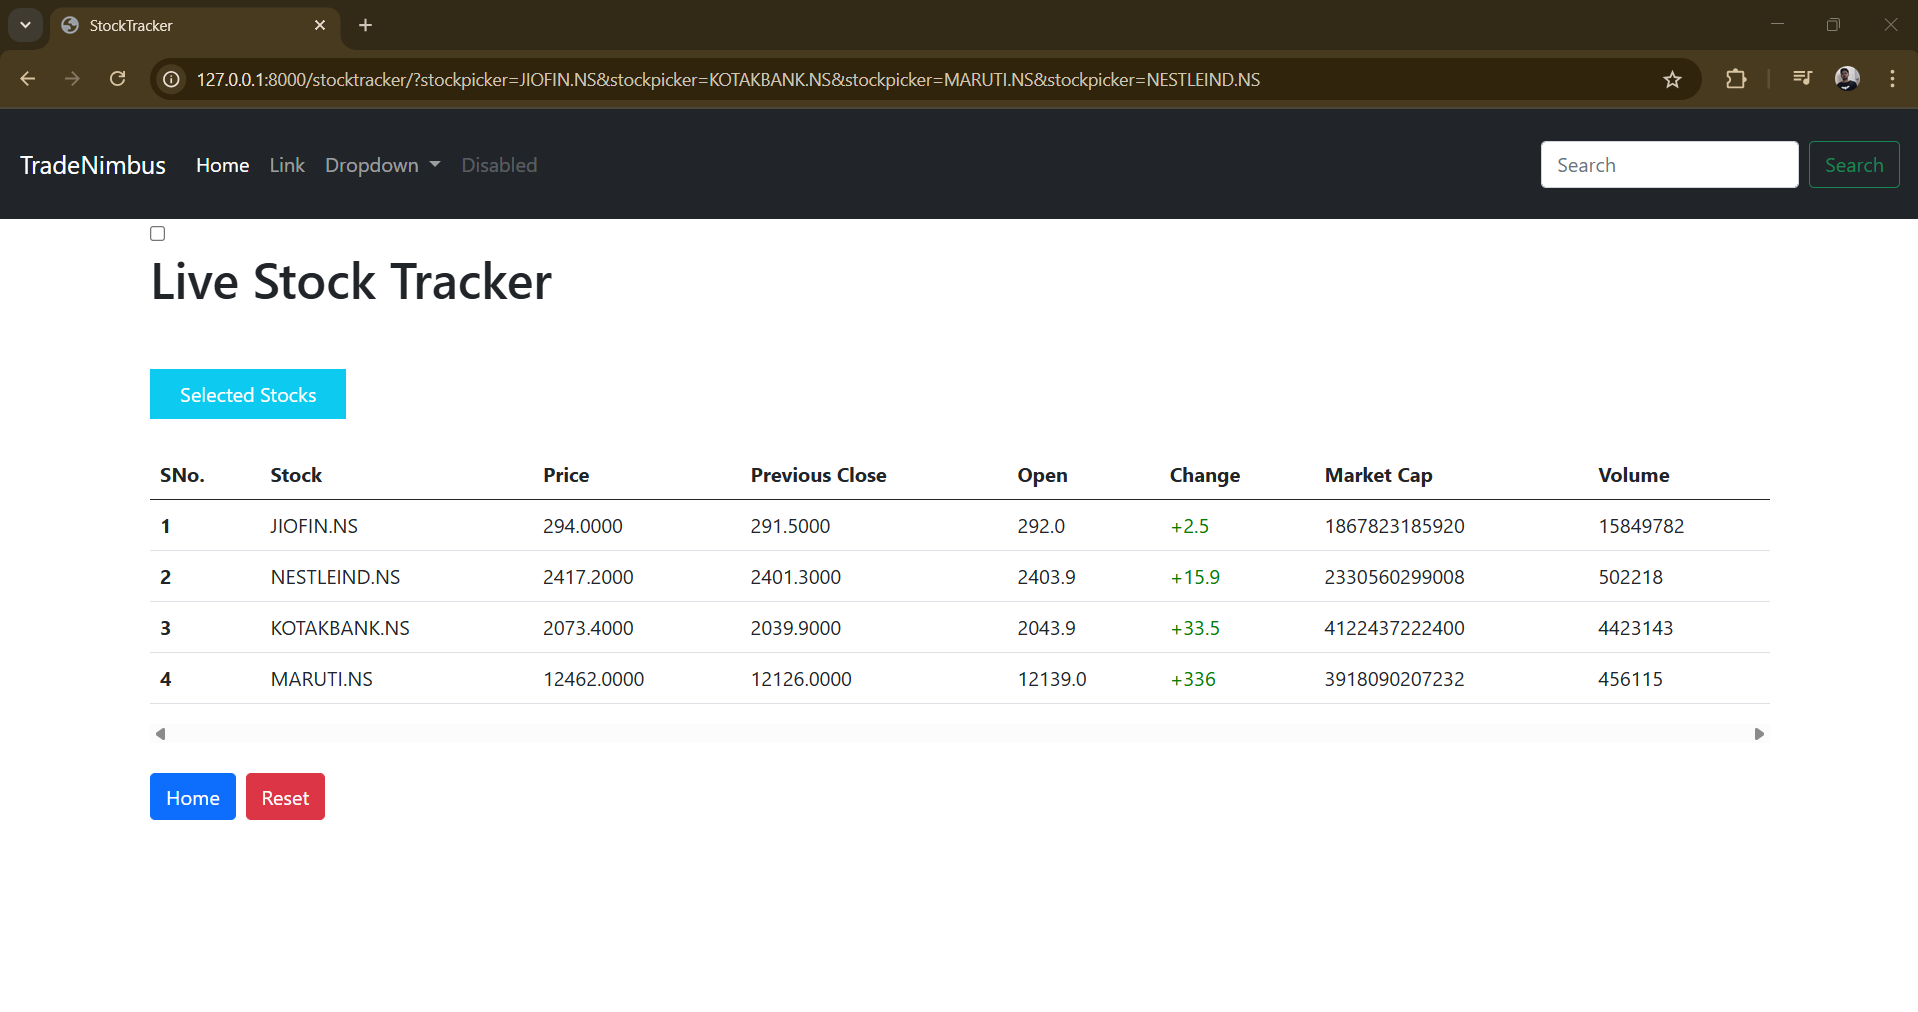 StockTracker
127.0.0.1:8000/stocktracker/?stockpicker=JIOFIN.NS&stockpicker=KOTAKBANK.NS&stockpicker=MARUTI.NS&stockpicker=NESTLEIND.NS
TradeNimbus Home Link Dropdown Disabled Search Search
Live Stock Tracker
Selected Stocks
SNo. Stock Price Previous Close Open Change Market Cap Volume
1 JIOFIN.NS 294.0000 291.5000 292.0 +2.5 1867823185920 15849782
2 NESTLEIND.NS 2417.2000 2401.3000 2403.9 +15.9 2330560299008 502218
3 KOTAKBANK.NS 2073.4000 2039.9000 2043.9 +33.5 4122437222400 4423143
4 MARUTI.NS 12462.0000 12126.0000 12139.0 +336 3918090207232 456115
Home Reset